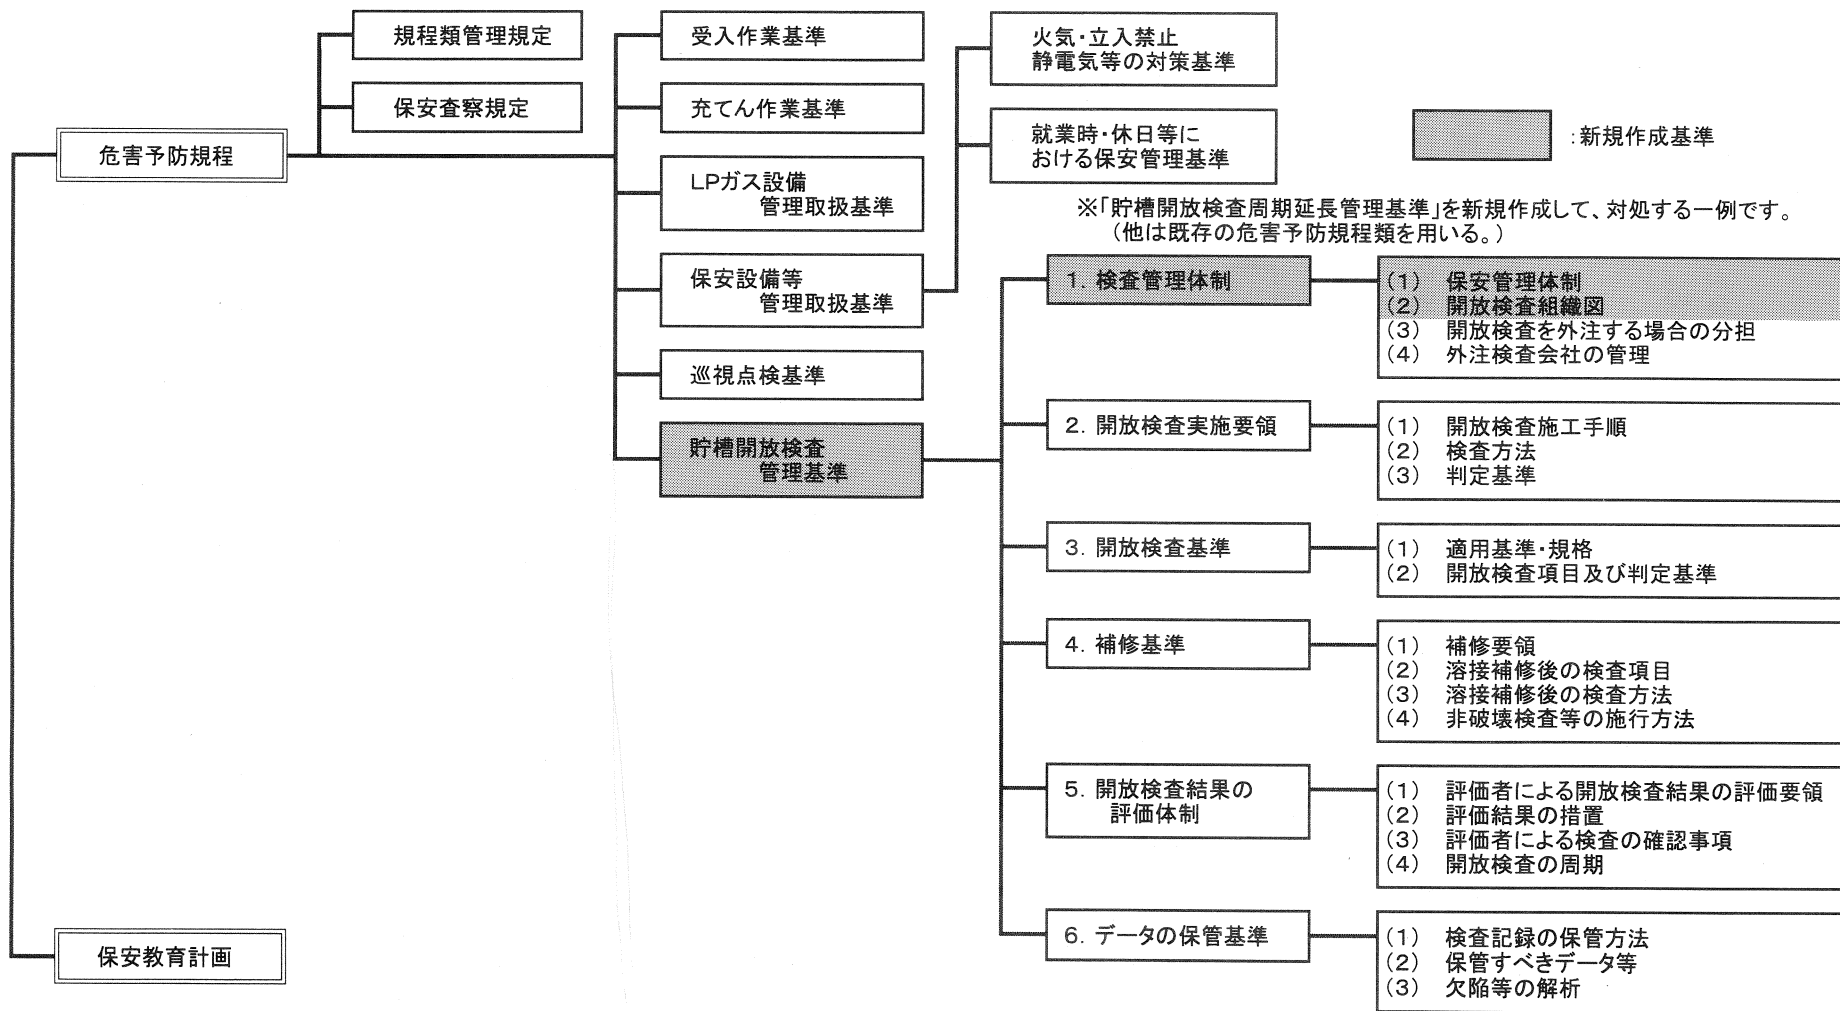 危害予防規程
規程類管理規定
保安査察規定
受入作業基準
充てん作業基準
LPガス設備
管理取扱基準
保安設備等
管理取扱基準
巡視点検基準
貯槽開放検査
管理基準
火気・立入禁止
静電気等の対策基準
就業時・休日等に
おける保安管理基準
:新規作成基準
※「貯槽開放検査周期延長管理基準」を新規作成して、対処する一例です。
(他は既存の危害予防規程類を用いる。)
1. 検査管理体制
(1) 保安管理体制
(2) 開放検査組織図
(3) 開放検査を外注する場合の分担
(4) 外注検査会社の管理
2. 開放検査実施要領
(1) 開放検査施工手順
(2) 検査方法
(3) 判定基準
3. 開放検査基準
(1) 適用基準・規格
(2) 開放検査項目及び判定基準
4. 補修基準
(1) 補修要領
(2) 溶接補修後の検査項目
(3) 溶接補修後の検査方法
(4) 非破壊検査等の施行方法
5. 開放検査結果の
評価体制
(1) 評価者による開放検査結果の評価要領
(2) 評価結果の措置
(3) 評価者による検査の確認事項
(4) 開放検査の周期
6. データの保管基準
(1) 検査記録の保管方法
(2) 保管すべきデータ等
(3) 欠陥等の解析
保安教育計画